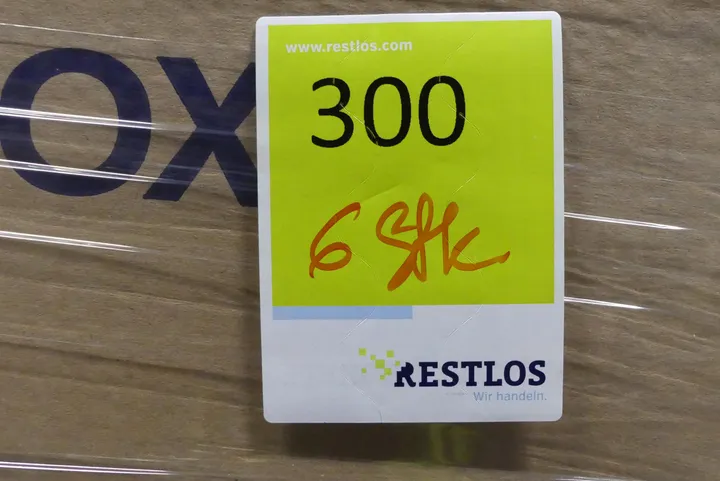 OX
www.restlos.com
300
6 Stk
RESTLOS
Wir handeln.